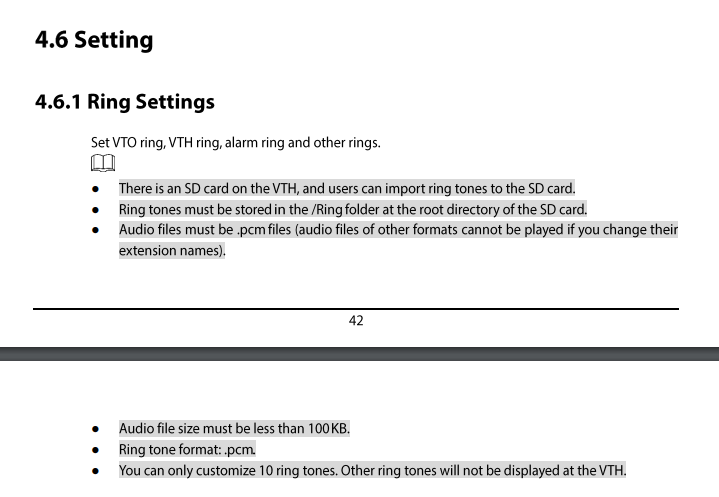 4.6 Setting
4.6.1 Ring Settings
Set VTO ring, VTH ring, alarm ring and other rings.
● There is an SD card on the VTH, and users can import ring tones to the SD card.
● Ring tones must be stored in the /Ring folder at the root directory of the SD card.
● Audio files must be .pcm files (audio files of other formats cannot be played if you change their
extension names).
42
● Audio file size must be less than 100 KB.
● Ring tone format: .pcm.
● You can only customize 10 ring tones. Other ring tones will not be displayed at the VTH.